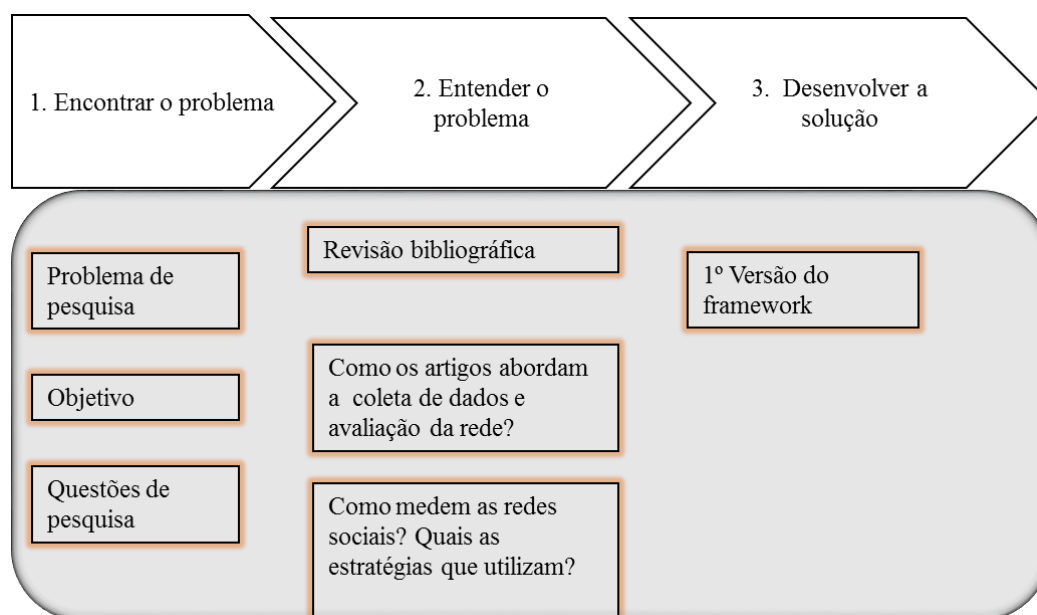 1. Encontrar o problema
2. Entender o
problema
3. Desenvolver a
solução
Problema de
pesquisa
Objetivo
Questões de
pesquisa
Revisão bibliográfica
Como os artigos abordam
a coleta de dados e
avaliação da rede?
Como medem as redes
sociais? Quais as
estratégias que utilizam?
1º Versão do
framework